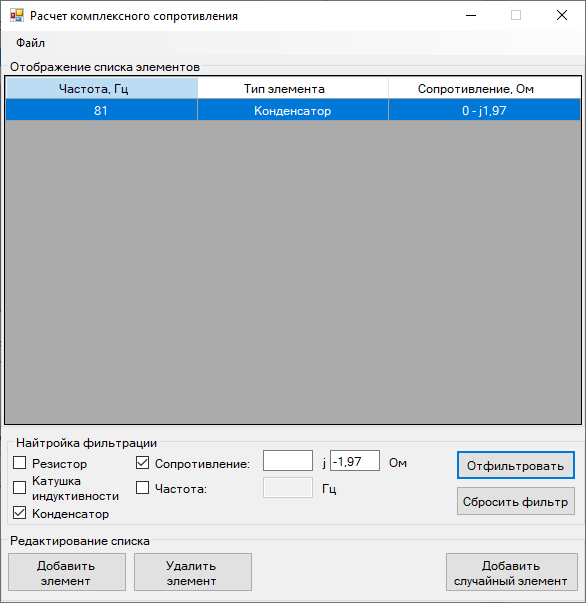 Расчет комплексного сопротивления
Файл
Отображение списка элементов
Частота, Гц Тип элемента Сопротивление, Ом
81 Конденсатор 0 - j1,97
Найтройка фильтрации
Резистор Сопротивление: j -1,97 Ом Отфильтровать
Катушка
индуктивности Частота: Гц Сбросить фильтр
Конденсатор
Редактирование списка
Добавить Удалить Добавить
элемент элемент случайный элемент